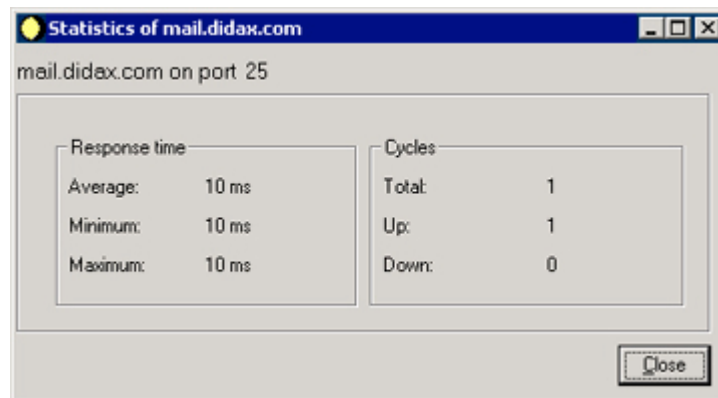 Statistics of mail.didax.com
mail.didax.com on port 25
Response time
Average: 10 ms
Minimum: 10 ms
Maximum: 10 ms
Cycles
Total: 1
Up: 1
Down: 0
Close